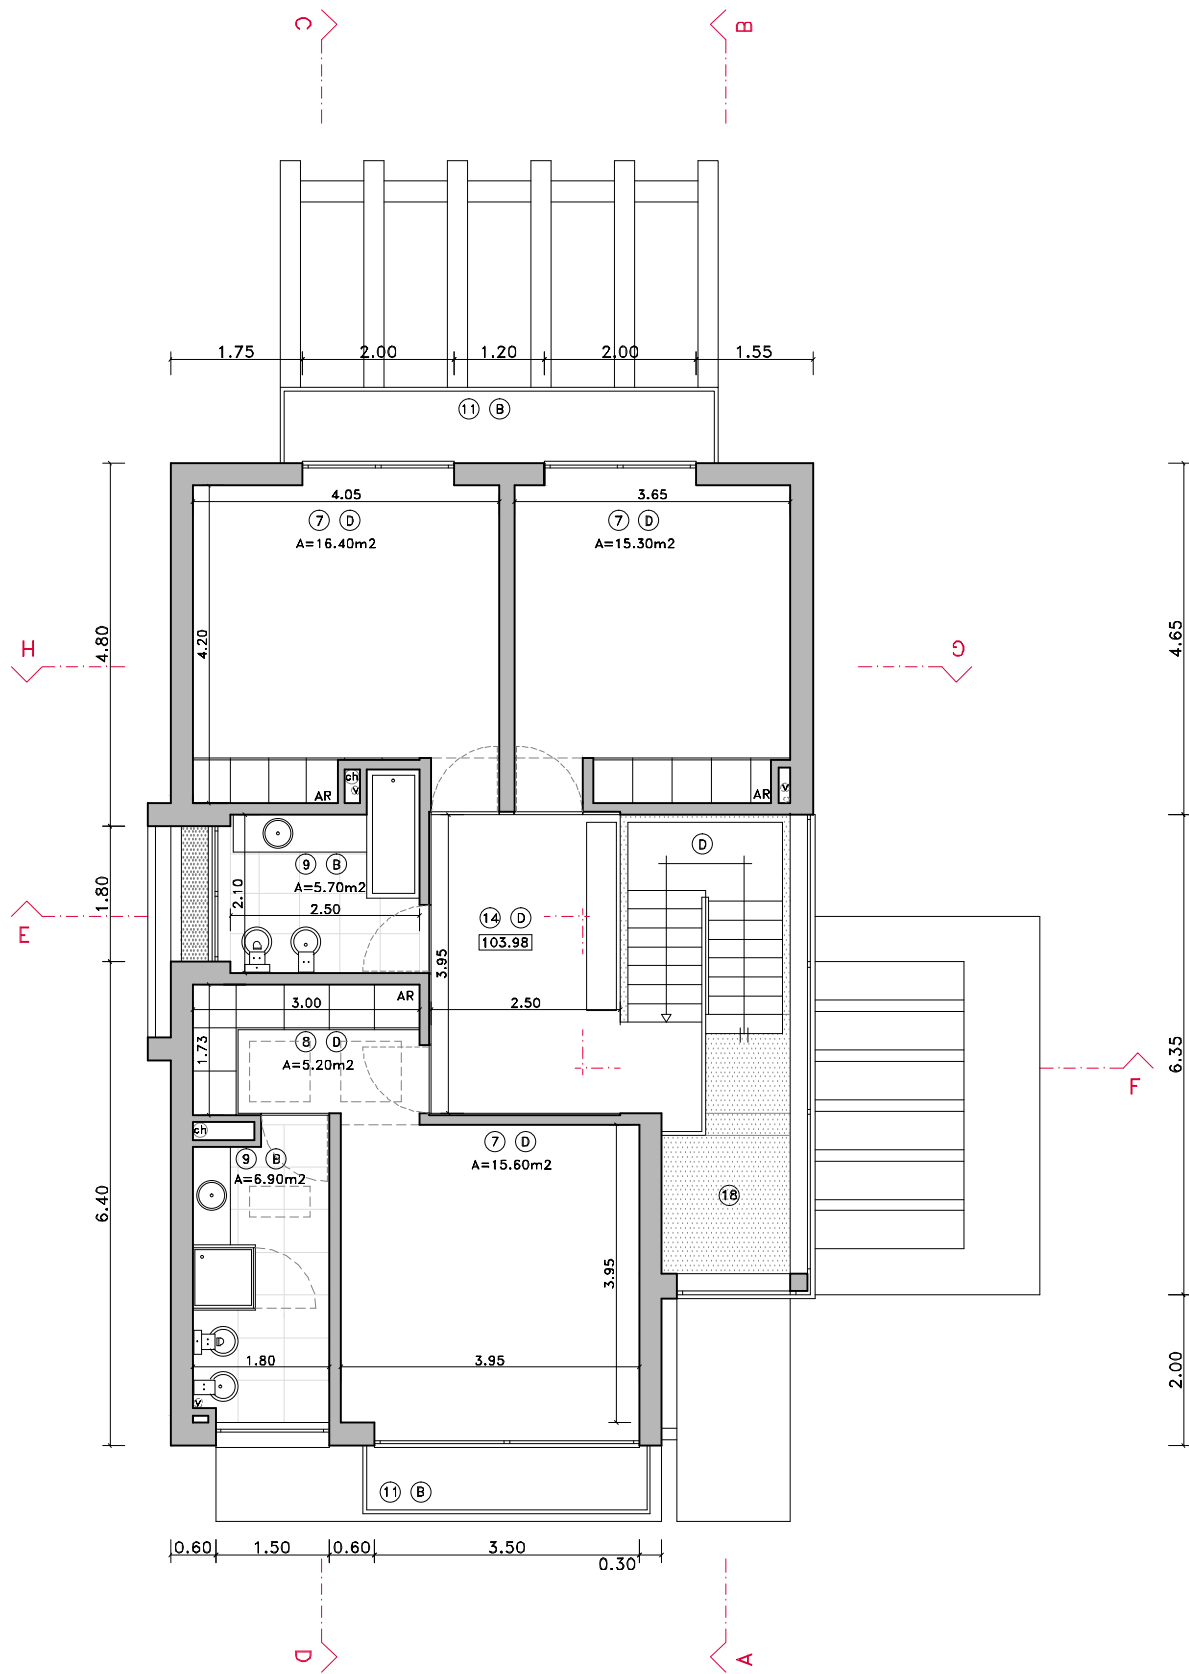 C
B
1.75
2.00
1.20
2.00
1.55
11 B
4.05
3.65
7 D
7 D
A=16.40m2
A=15.30m2
4.80
4.20
4.65
H
G
ch
v
AR
AR
v
9 B
D
A=5.70m2
1.80
2.10
2.50
14 D
103.98
E
3.95
AR
3.00
2.50
8 D
1.73
A=5.20m2
6.35
F
ch
7 D
9 B
A=15.60m2
A=6.90m2
18
6.40
3.95
1.80
3.95
2.00
v
11 B
0.60
1.50
0.60
3.50
0.30
D
A